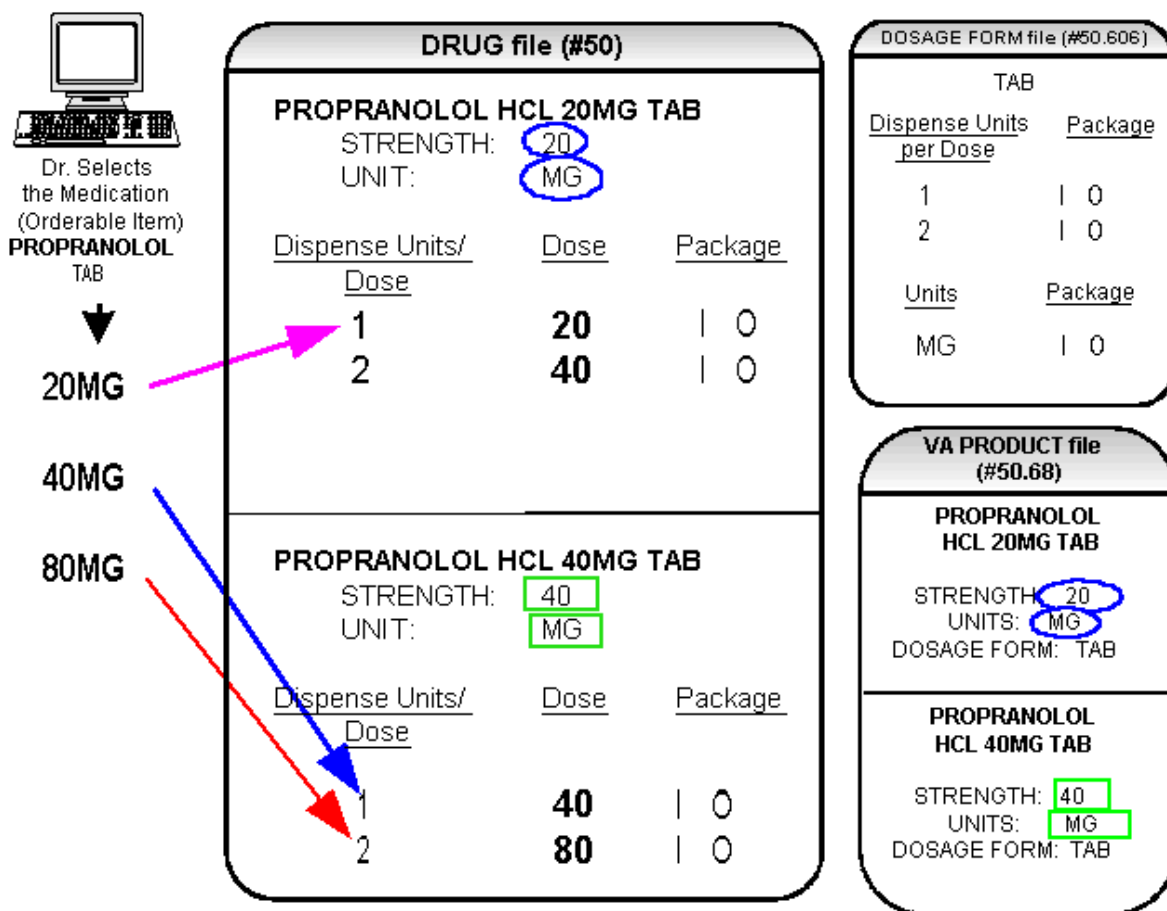 Dr. Selects
the Medication
(Orderable Item)
PROPRANOLOL
TAB
20MG
40MG
80MG
DRUG file (#50)
PROPRANOLOL HCL 20MG TAB
STRENGTH: 20
UNIT: MG
Dispense Units/ Dose Package
Dose
1 20 I O
2 40 I O
PROPRANOLOL HCL 40MG TAB
STRENGTH: 40
UNIT: MG
Dispense Units/ Dose Package
Dose
1 40 I O
2 80 I O
DOSAGE FORM file (#50.606)
TAB
Dispense Units Package
per Dose
1 I O
2 I O
Units Package
MG I O
VA PRODUCT file
(#50.68)
PROPRANOLOL
HCL 20MG TAB
STRENGTH: 20
UNITS: MG
DOSAGE FORM: TAB
PROPRANOLOL
HCL 40MG TAB
STRENGTH: 40
UNITS: MG
DOSAGE FORM: TAB